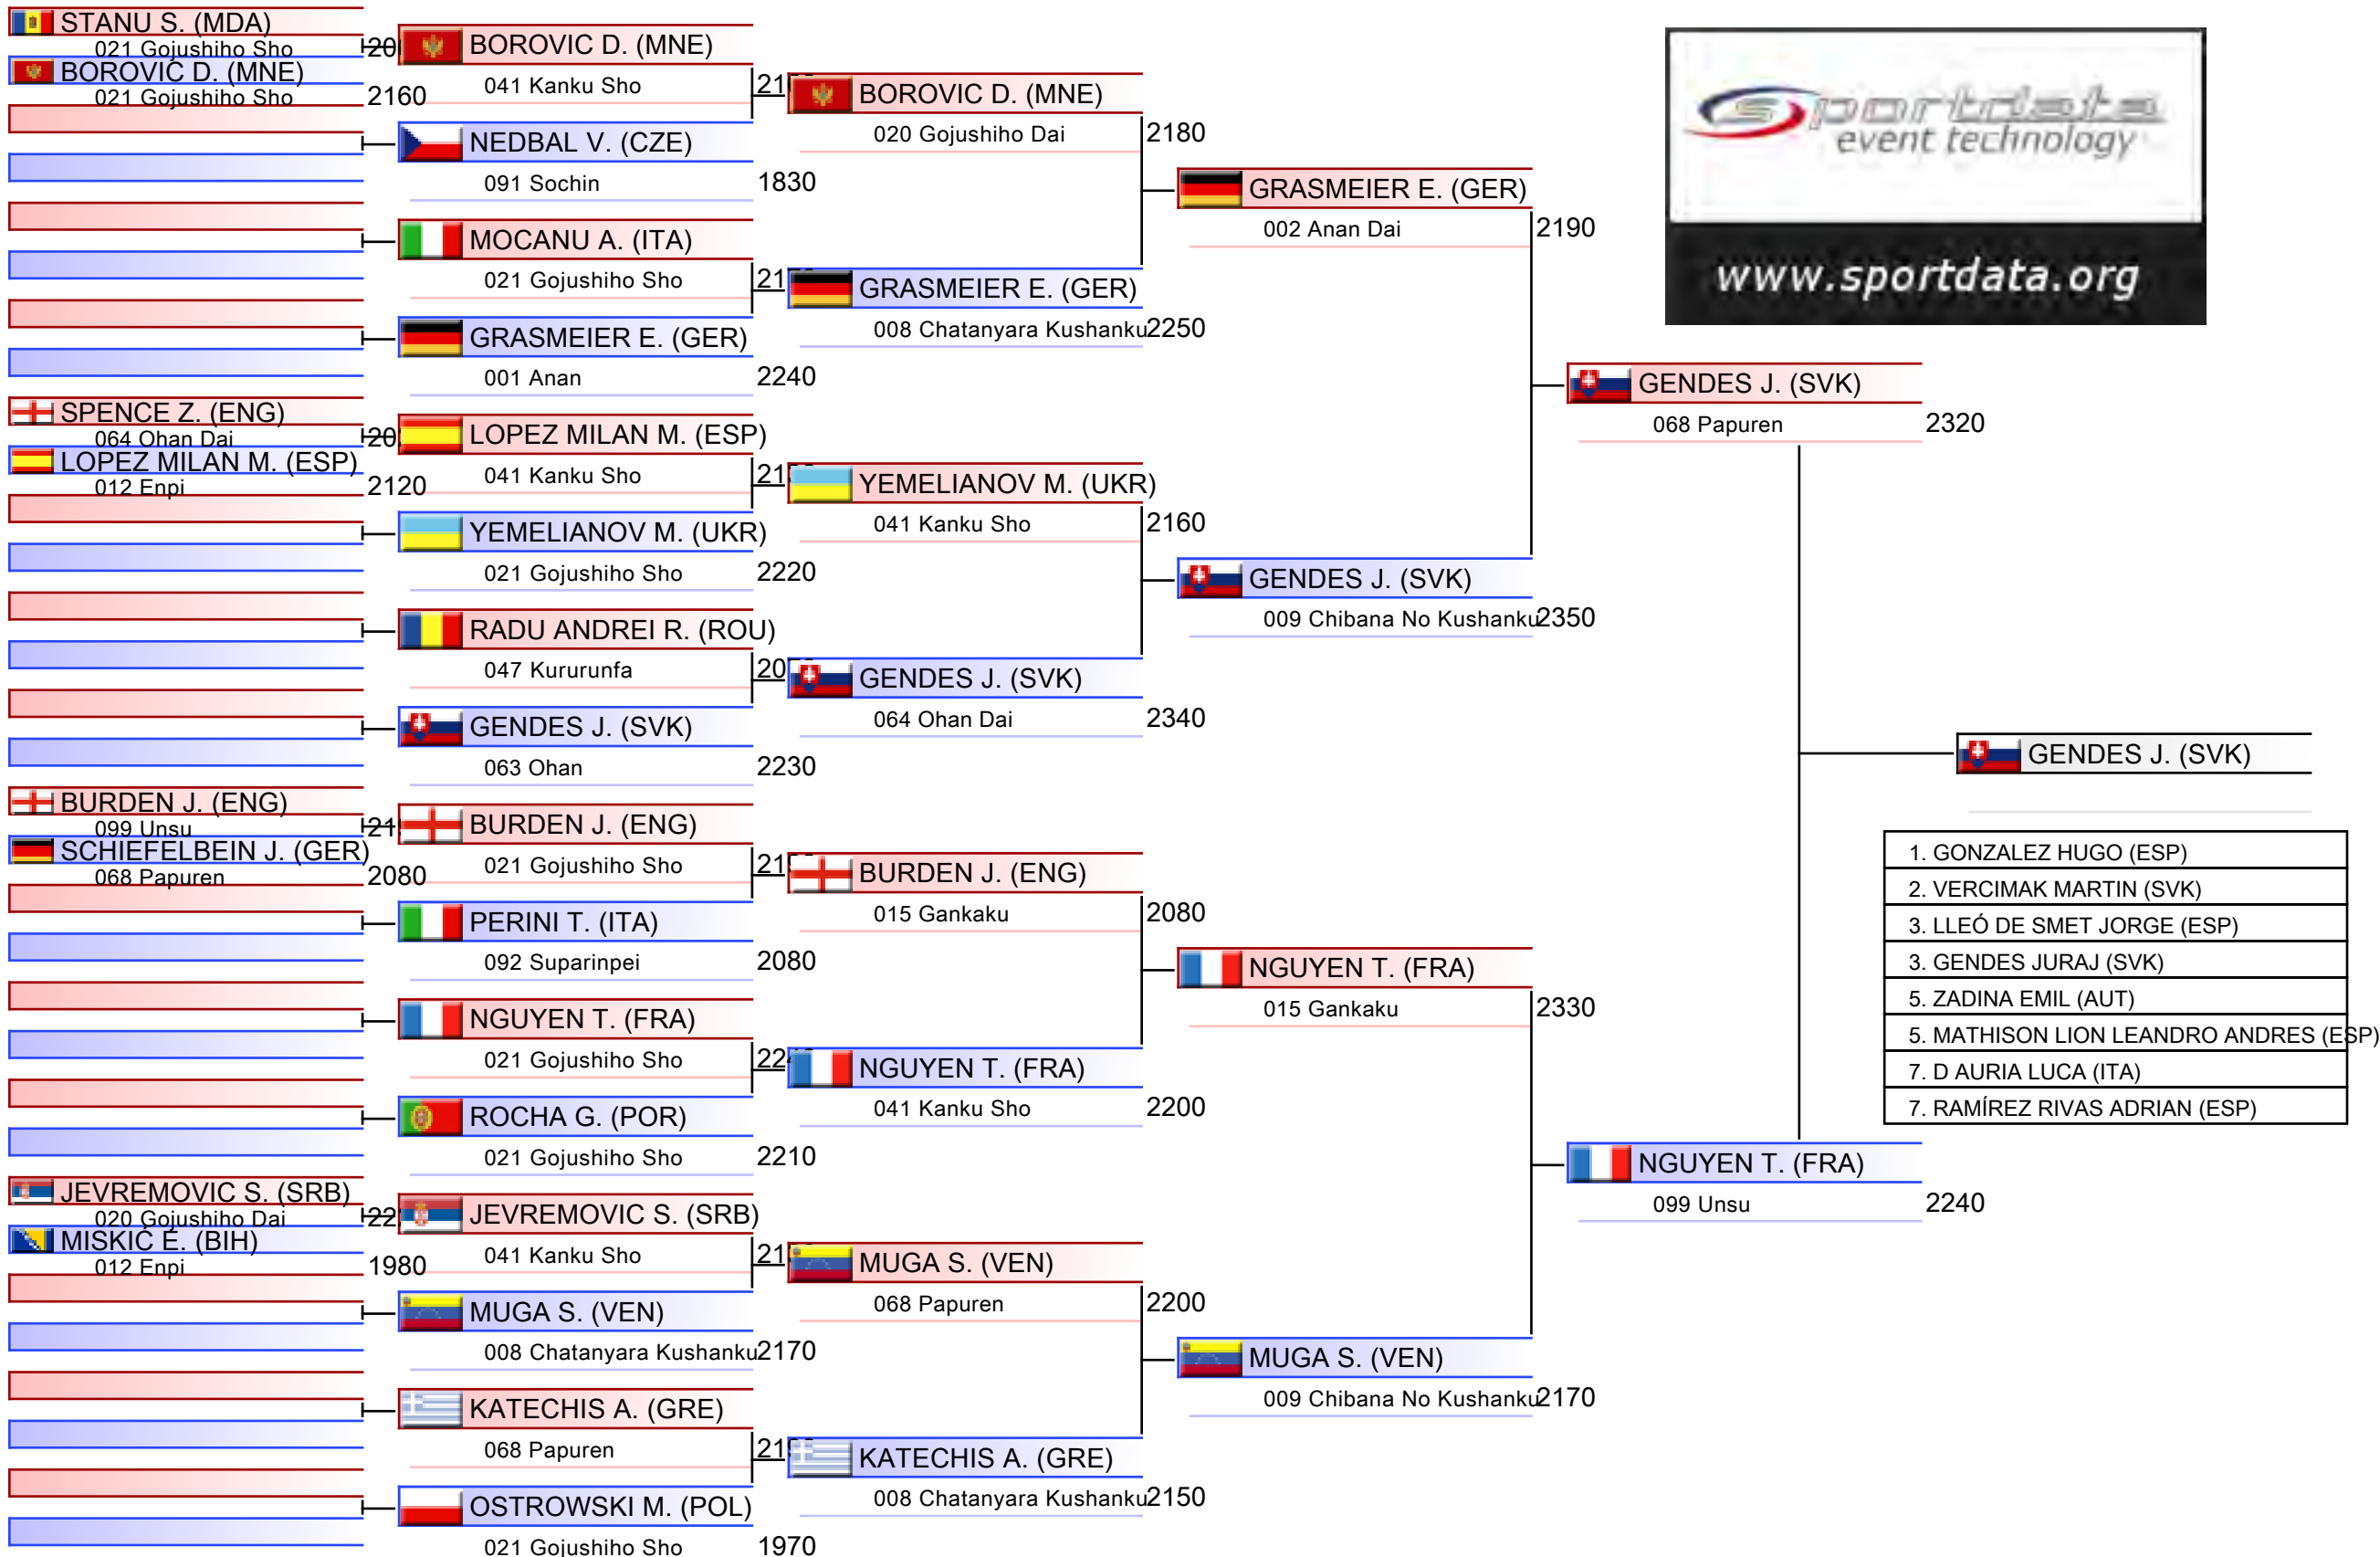 STANU S. (MDA)
021 Gojushiho Sho
BOROVIC D. (MNE)
021 Gojushiho Sho
2160
SPENCE Z. (ENG)
064 Ohan Dai
LOPEZ MILAN M. (ESP)
012 Enpi
2120
BURDEN J. (ENG)
099 Unsu
SCHIEFELBEIN J. (GER)
068 Papuren
2080
JEVREMOVIC S. (SRB)
020 Gojushiho Dai
MISKIĆ E. (BIH)
012 Enpi
1980
BOROVIC D. (MNE)
041 Kanku Sho
NEDBAL V. (CZE)
091 Sochin
1830
MOCANU A. (ITA)
021 Gojushiho Sho
GRASMEIER E. (GER)
001 Anan
2240
LOPEZ MILAN M. (ESP)
041 Kanku Sho
YEMELIANOV M. (UKR)
021 Gojushiho Sho
2220
RADU ANDREI R. (ROU)
047 Kururunfa
GENDES J. (SVK)
063 Ohan
2230
BURDEN J. (ENG)
021 Gojushiho Sho
PERINI T. (ITA)
092 Suparinpei
2080
NGUYEN T. (FRA)
021 Gojushiho Sho
ROCHA G. (POR)
021 Gojushiho Sho
2210
JEVREMOVIC S. (SRB)
041 Kanku Sho
MUGA S. (VEN)
008 Chatanyara Kushanku
2170
KATECHIS A. (GRE)
068 Papuren
OSTROWSKI M. (POL)
021 Gojushiho Sho
1970
BOROVIC D. (MNE)
020 Gojushiho Dai
2180
GRASMEIER E. (GER)
008 Chatanyara Kushanku
2250
YEMELIANOV M. (UKR)
041 Kanku Sho
2160
GENDES J. (SVK)
064 Ohan Dai
2340
BURDEN J. (ENG)
015 Gankaku
2080
NGUYEN T. (FRA)
041 Kanku Sho
2200
MUGA S. (VEN)
068 Papuren
2200
KATECHIS A. (GRE)
008 Chatanyara Kushanku
2150
GRASMEIER E. (GER)
002 Anan Dai
2190
GENDES J. (SVK)
009 Chibana No Kushanku
2350
NGUYEN T. (FRA)
015 Gankaku
2330
MUGA S. (VEN)
009 Chibana No Kushanku
2170
GENDES J. (SVK)
068 Papuren
2320
NGUYEN T. (FRA)
099 Unsu
2240
sportdata
event technology
www.sportdata.org
GENDES J. (SVK)
1. GONZALEZ HUGO (ESP)
2. VERCIMAK MARTIN (SVK)
3. LLEÓ DE SMET JORGE (ESP)
3. GENDES JURAJ (SVK)
5. ZADINA EMIL (AUT)
5. MATHISON LION LEANDRO ANDRES (ESP)
7. D AURIA LUCA (ITA)
7. RAMÍREZ RIVAS ADRIAN (ESP)